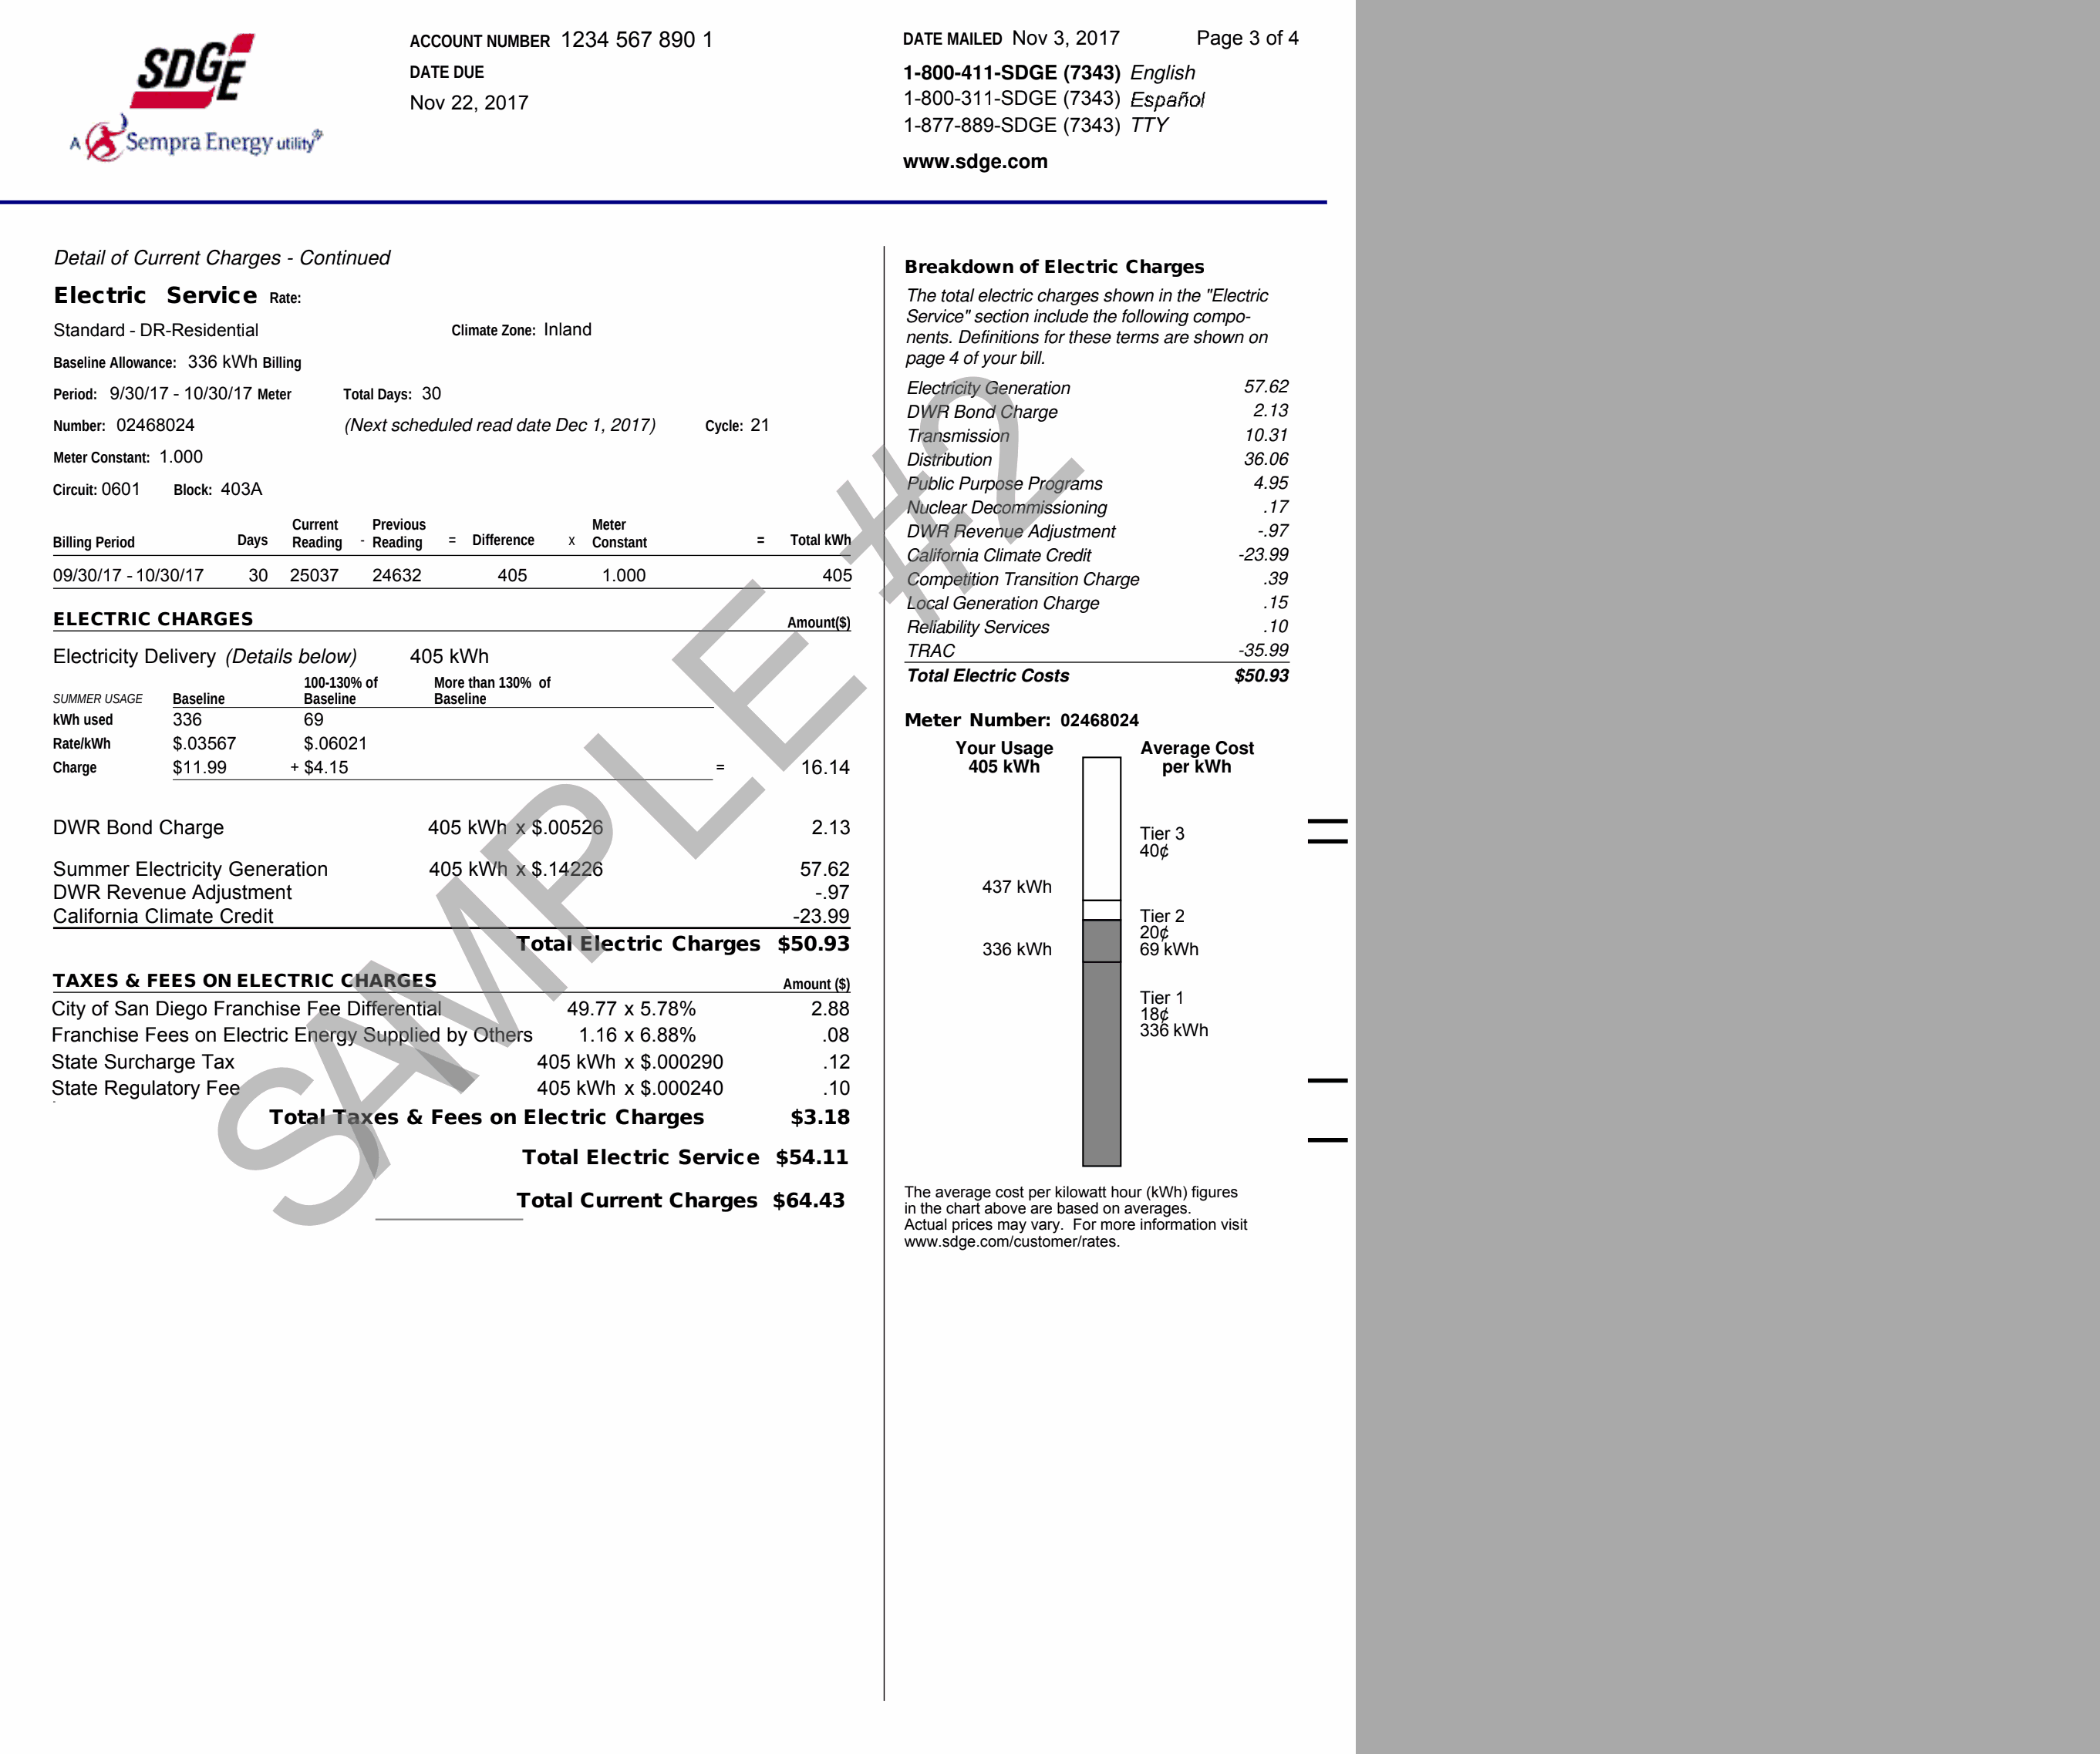 SDGE
A Sempra Energy utility
ACCOUNT NUMBER 1234 567 890 1
DATE DUE
Nov 22, 2017
DATE MAILED Nov 3, 2017 Page 3 of 4
1-800-411-SDGE (7343) English
1-800-311-SDGE (7343) Español
1-877-889-SDGE (7343) TTY
www.sdge.com
Detail of Current Charges - Continued
Electric Service Rate:
Standard - DR-Residential Climate Zone: Inland
Baseline Allowance: 336 kWh Billing
Period: 9/30/17 - 10/30/17 Meter Total Days: 30
Number: 02468024 (Next scheduled read date Dec 1, 2017) Cycle: 21
Meter Constant: 1.000
Circuit: 0601 Block: 403A
Current Previous Meter
Billing Period Days Reading - Reading = Difference x Constant = Total kWh
09/30/17 - 10/30/17 30 25037 24632 405 1.000 405
ELECTRIC CHARGES Amount($)
Electricity Delivery (Details below) 405 kWh
100-130% of More than 130% of
SUMMER USAGE Baseline Baseline Baseline
kWh used 336 69
Rate/kWh $.03567 $.06021
Charge $11.99 + $4.15 = 16.14
DWR Bond Charge 405 kWh x $.00526 2.13
Summer Electricity Generation 405 kWh x $.14226 57.62
DWR Revenue Adjustment -.97
California Climate Credit -23.99
Total Electric Charges $50.93
TAXES & FEES ON ELECTRIC CHARGES Amount ($)
City of San Diego Franchise Fee Differential 49.77 x 5.78% 2.88
Franchise Fees on Electric Energy Supplied by Others 1.16 x 6.88% .08
State Surcharge Tax 405 kWh x $.000290 .12
State Regulatory Fee 405 kWh x $.000240 .10
Total Taxes & Fees on Electric Charges $3.18
Total Electric Service $54.11
Total Current Charges $64.43
Breakdown of Electric Charges
The total electric charges shown in the "Electric
Service" section include the following compo-
nents. Definitions for these terms are shown on
page 4 of your bill.
Electricity Generation 57.62
DWR Bond Charge 2.13
Transmission 10.31
Distribution 36.06
Public Purpose Programs 4.95
Nuclear Decommissioning .17
DWR Revenue Adjustment -.97
California Climate Credit -23.99
Competition Transition Charge .39
Local Generation Charge .15
Reliability Services .10
TRAC -35.99
Total Electric Costs $50.93
Meter Number: 02468024
Your Usage Average Cost
405 kWh per kWh
Tier 3
40¢
437 kWh
Tier 2
20¢
336 kWh 69 kWh
Tier 1
18¢
336 kWh
The average cost per kilowatt hour (kWh) figures
in the chart above are based on averages.
Actual prices may vary. For more information visit
www.sdge.com/customer/rates.
SAMPLE #2